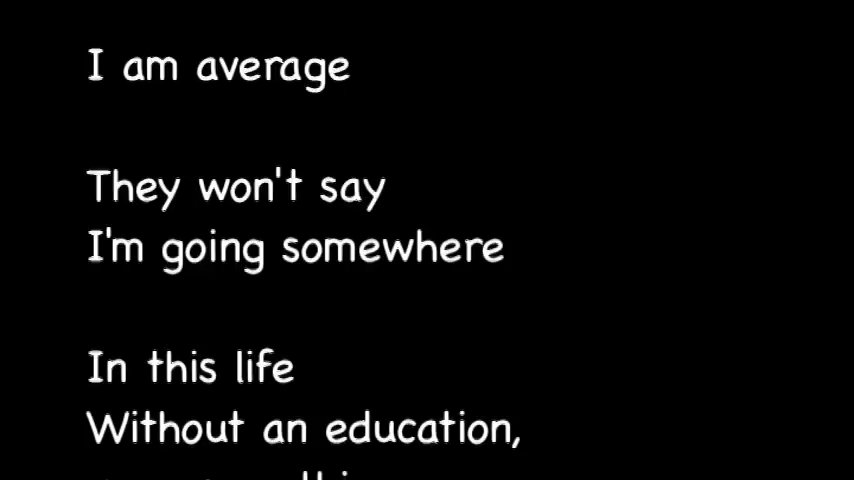 I am average
They won't say
I'm going somewhere
In this life
Without an education,